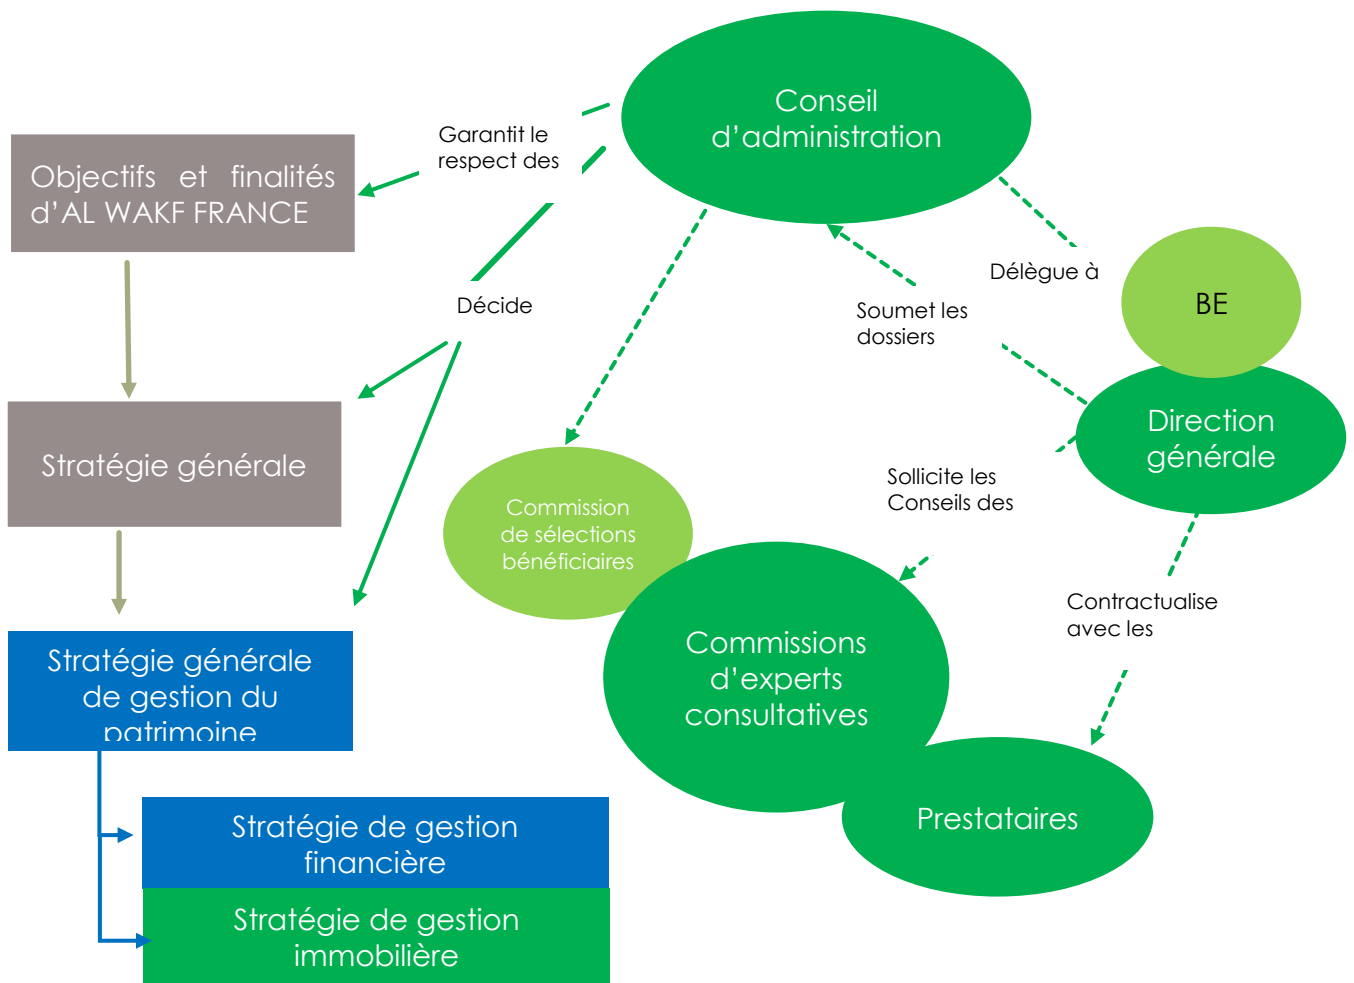 Conseil
d’administration
Garantit le
respect des
Objectifs et finalités
d’AL WAKF FRANCE
Délègue à
BE
Décide
Soumet les
dossiers
Direction
générale
Stratégie générale
Sollicite les
Conseils des
Commission
de sélections
bénéficiaires
Contractualise
avec les
Commissions
d’experts
consultatives
Stratégie générale
de gestion du
patrimoine
Prestataires
Stratégie de gestion
financière
Stratégie de gestion
immobilière